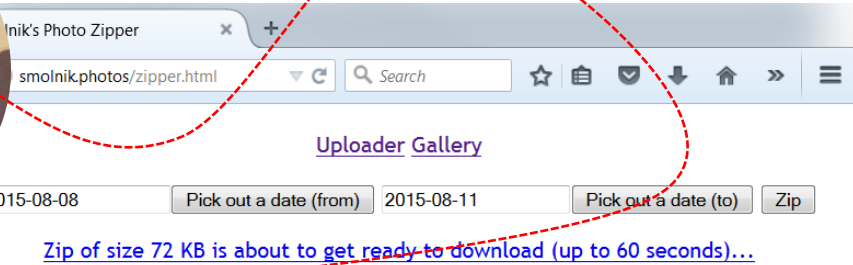 lnik's Photo Zipper × +
smolnik.photos/zipper.html Search
Uploader Gallery
015-08-08 Pick out a date (from) 2015-08-11 Pick out a date (to) Zip
Zip of size 72 KB is about to get ready to download (up to 60 seconds)...